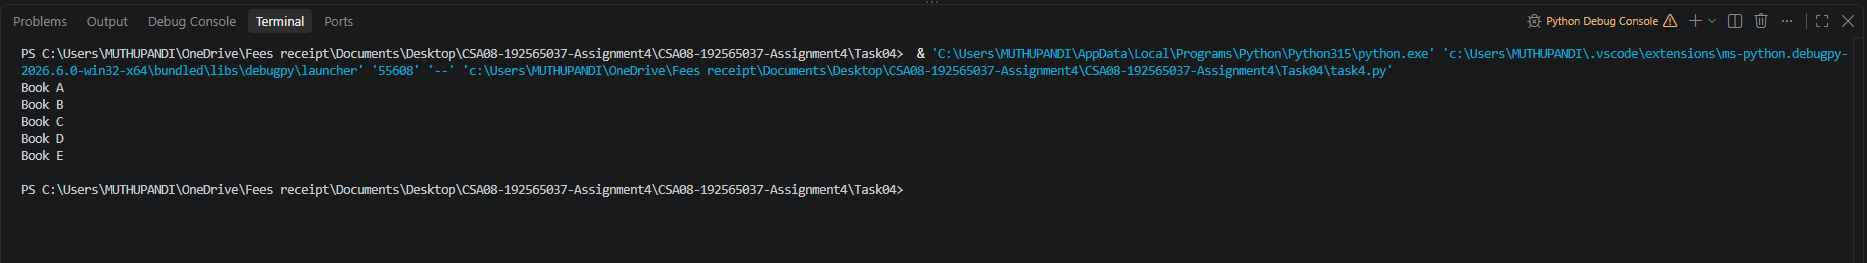 Problems Output Debug Console Terminal Ports Python Debug Console
PS C:\Users\MUTHUPANDI\OneDrive\Fees receipt\Documents\Desktop\CSA08-192565037-Assignment4\CSA08-192565037-Assignment4\Task04>  & 'C:\Users\MUTHUPANDI\AppData\Local\Programs\Python\Python315\python.exe' 'c:\Users\MUTHUPANDI\.vscode\extensions\ms-python.debugpy-
2026.6.0-win32-x64\bundled\libs\debugpy\launcher' '55608' '--' 'c:\Users\MUTHUPANDI\OneDrive\Fees receipt\Documents\Desktop\CSA08-192565037-Assignment4\CSA08-192565037-Assignment4\Task04\task4.py'
Book A
Book B
Book C
Book D
Book E
PS C:\Users\MUTHUPANDI\OneDrive\Fees receipt\Documents\Desktop\CSA08-192565037-Assignment4\CSA08-192565037-Assignment4\Task04>